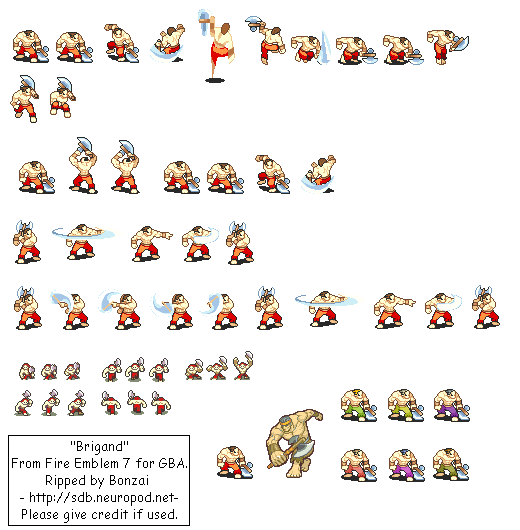 "Brigand"
From Fire Emblem 7 for GBA.
Ripped by Bonzai
- http://sdb.neuropod.net-
Please give credit if used.